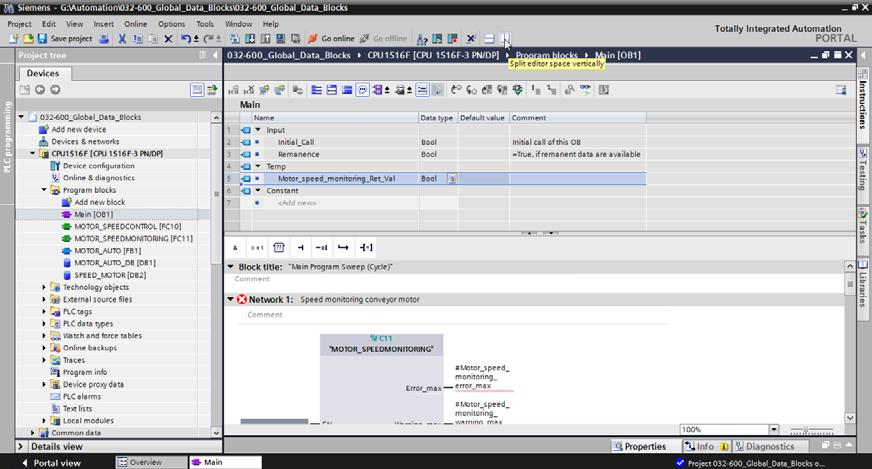 Siemens - G:\Automation\032-600_Global_Data_Blocks\032-600_Global_Data_Blocks
Project Edit View Insert Online Options Tools Window Help
Save project
Go online
Go offline
Totally Integrated Automation
PORTAL
Project tree
032-600_Global_Data_Blocks CPU1516F [CPU 1516F-3 PN/DP] Program blocks Main [OB1]
Split editor space vertically
Devices
PLC programming
032-600_Global_Data_Blocks
Add new device
Devices & networks
CPU1516F [CPU 1516F-3 PN/DP]
Device configuration
Online & diagnostics
Program blocks
Add new block
Main [OB1]
MOTOR_SPEEDCONTROL [FC10]
MOTOR_SPEEDMONITORING [FC11]
MOTOR_AUTO [FB1]
MOTOR_AUTO_DB [DB1]
SPEED_MOTOR [DB2]
Technology objects
External source files
PLC tags
PLC data types
Watch and force tables
Online backups
Traces
Program info
Device proxy data
PLC alarms
Text lists
Local modules
Common data
Details view
Main
Name Data type Default value Comment
1 Input
2 Initial_Call Bool Initial call of this OB
3 Remanence Bool =True, if remanent data are available
4 Temp
5 Motor_speed_monitoring_Ret_Val Bool
6 Constant
7 <Add new>
& >=1 ??
Block title: "Main Program Sweep (Cycle)"
Comment
Network 1: Speed monitoring conveyor motor
Comment
%FC11
"MOTOR_SPEEDMONITORING"
Error_max
#Motor_speed_
monitoring_
error_max
#Motor_speed_
monitoring_
100%
Properties
Info
Diagnostics
Instructions
Testing
Tasks
Libraries
Portal view
Overview
Main
Project 032-600_Global_Data_Blocks o...